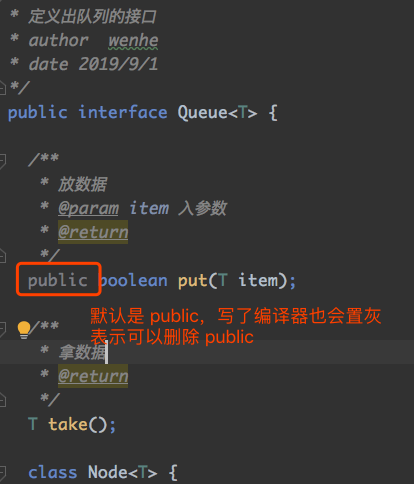 * 定义出队列的接口
* author  wenhe
* date 2019/9/1
*/
public interface Queue<T> {
/**
* 放数据
* @param item 入参数
* @return
*/
public boolean put(T item);
默认是 public，写了编译器也会置灰
表示可以删除 public
/**
* 拿数据
* @return
*/
T take();
class Node<T> {